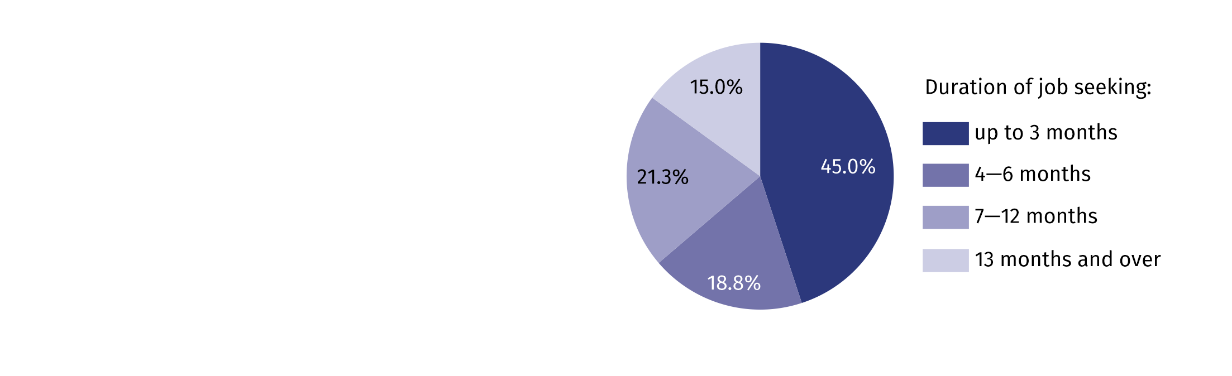 15.0%
45.0%
21.3%
18.8%
Duration of job seeking:
up to 3 months
4—6 months
7—12 months
13 months and over